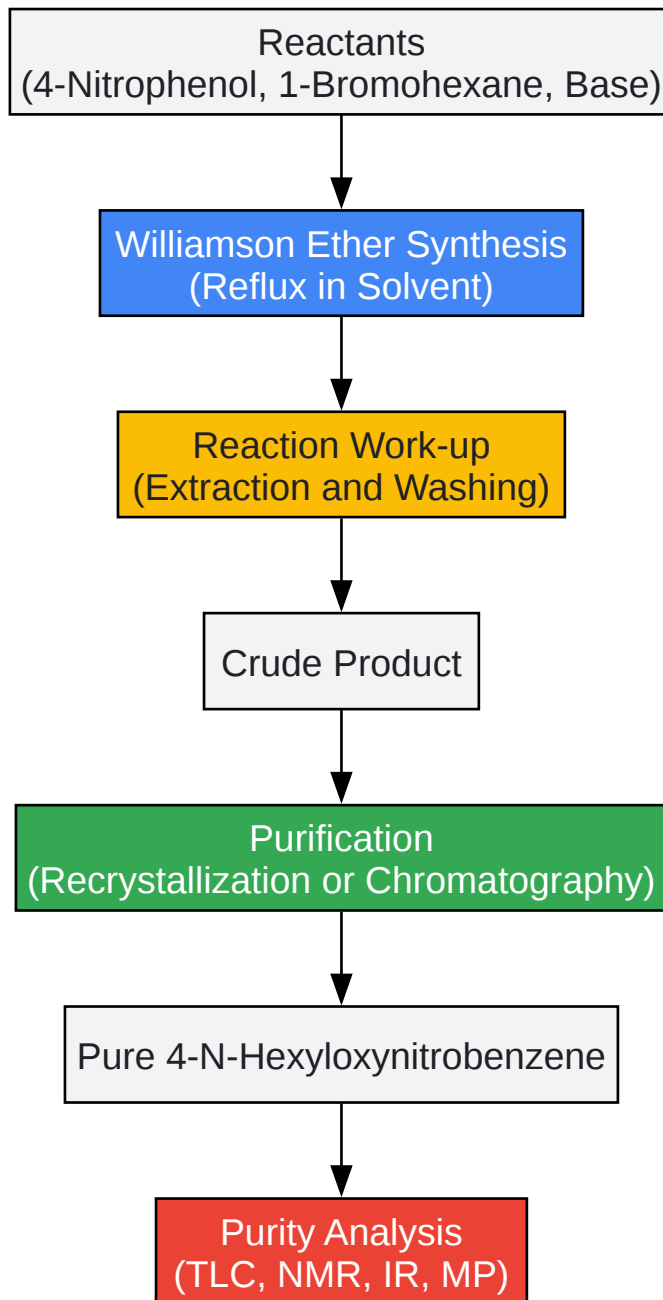 Reactants
(4-Nitrophenol, 1-Bromohexane, Base)
Williamson Ether Synthesis
(Reflux in Solvent)
Reaction Work-up
(Extraction and Washing)
Crude Product
Purification
(Recrystallization or Chromatography)
Pure 4-N-Hexyloxynitrobenzene
Purity Analysis
(TLC, NMR, IR, MP)